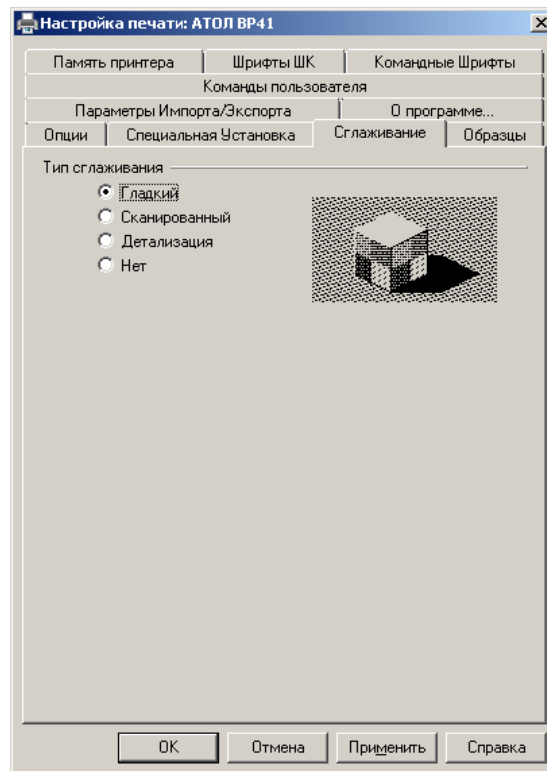 Настройка печати: АТОЛ BP41
Память принтера Шрифты ШК Командные Шрифты
Команды пользователя
Параметры Импорта/Экспорта О программе...
Опции Специальная Установка Сглаживание Образцы
Тип сглаживания
Гладкий
Сканированный
Детализация
Нет
OK Отмена Применить Справка